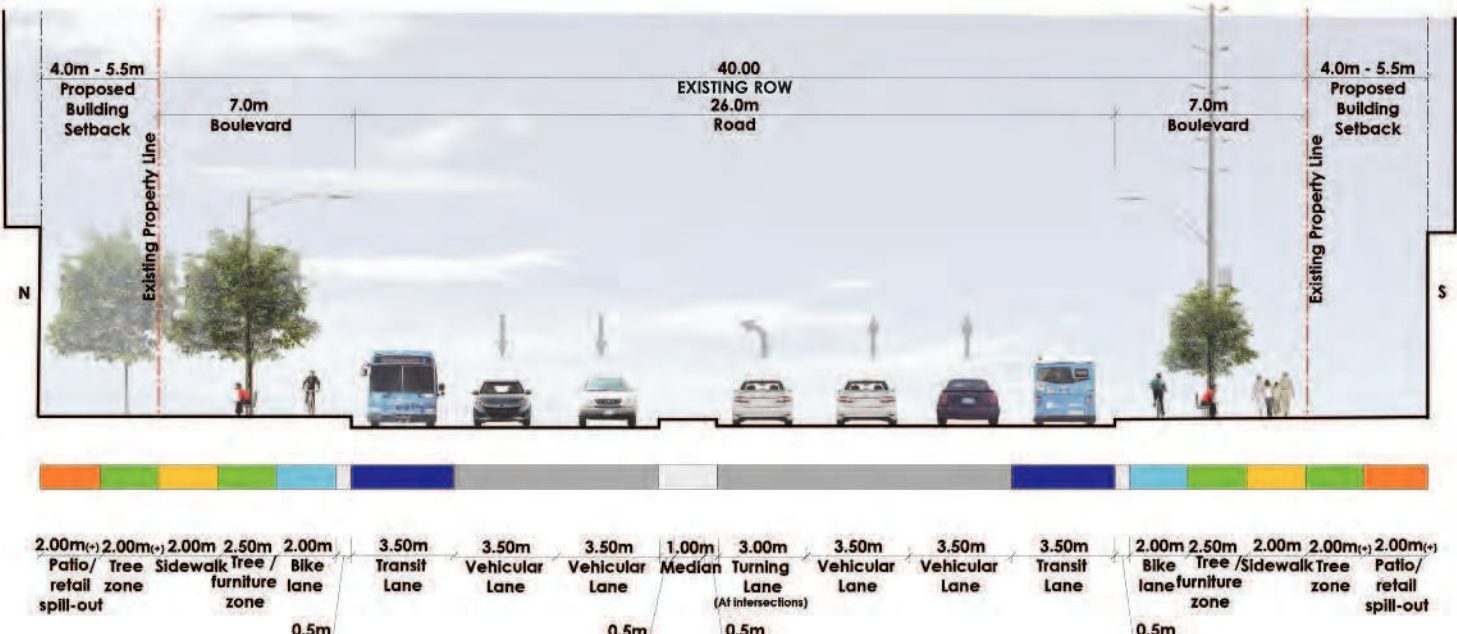 4.0m - 5.5m
Proposed
Building
Setback
Existing Property Line
7.0m
Boulevard
40.00
EXISTING ROW
26.0m
Road
7.0m
Boulevard
Existing Property Line
4.0m - 5.5m
Proposed
Building
Setback
N
S
2.00m(+)
Patio/
retail
spill-out
2.00m(+)
Tree
zone
2.00m
Sidewalk
2.50m
Tree /
furniture
zone
2.00m
Bike
lane
0.5m
3.50m
Transit
Lane
3.50m
Vehicular
Lane
3.50m
Vehicular
Lane
0.5m
1.00m
Median
0.5m
3.00m
Turning
Lane
(At intersections)
3.50m
Vehicular
Lane
3.50m
Vehicular
Lane
3.50m
Transit
Lane
0.5m
2.00m
Bike
lane
2.50m
Tree /
furniture
zone
2.00m
Sidewalk
2.00m(+)
Tree
zone
2.00m(+)
Patio/
retail
spill-out